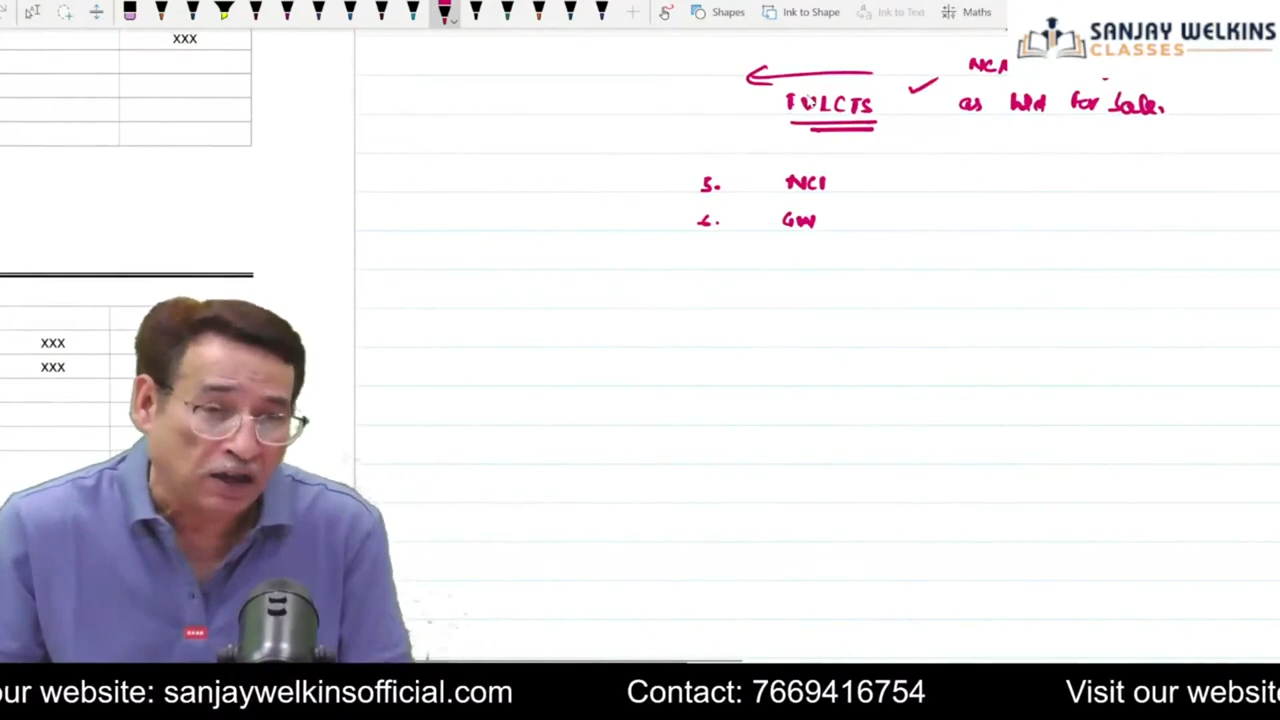 Shapes Ink to Shape Ink to Text Maths
SANJAY WELKINS
CLASSES
xxx
NCA
FVLCTS as held for Sale.
5. NCI
6. GW
xxx
xxx
our website: sanjaywelkinsofficial.com Contact: 7669416754 Visit our website